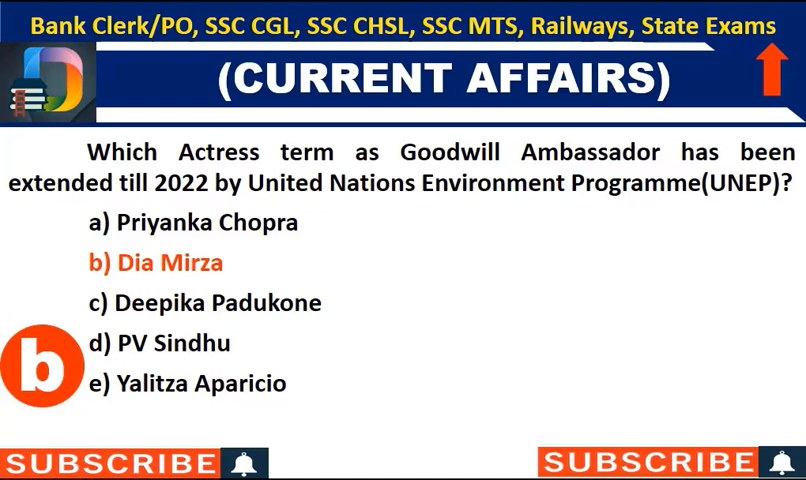 Bank Clerk/PO, SSC CGL, SSC CHSL, SSC MTS, Railways, State Exams
(CURRENT AFFAIRS)
Which Actress term as Goodwill Ambassador has been
extended till 2022 by United Nations Environment Programme(UNEP)?
a) Priyanka Chopra
b) Dia Mirza
c) Deepika Padukone
d) PV Sindhu
b
e) Yalitza Aparicio
SUBSCRIBE
SUBSCRIBE